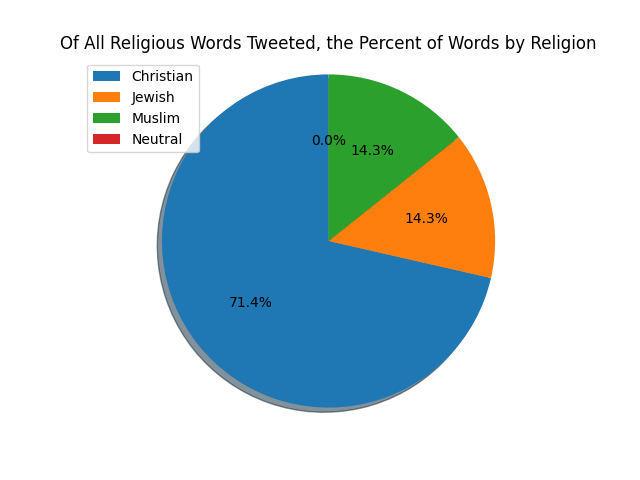 Of All Religious Words Tweeted, the Percent of Words by Religion
Christian
Jewish
Muslim
Neutral
0.0%
14.3%
14.3%
71.4%